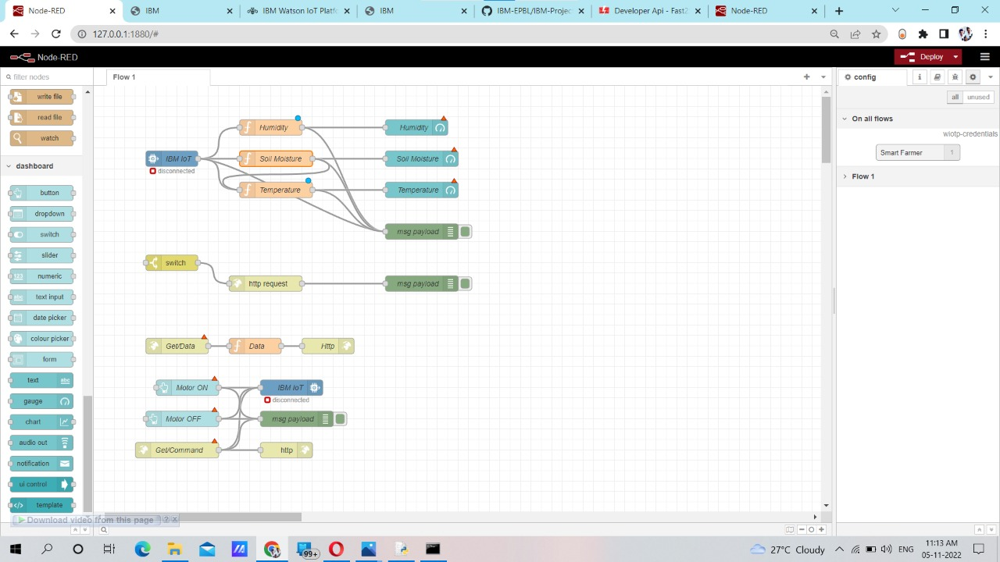 Node-RED
IBM
IBM Watson IoT Platf
IBM
IBM-EPBL/IBM-Projec
Developer Api - Fast2
Node-RED
127.0.0.1:1880/#
Node-RED
Deploy
filter nodes
Flow 1
config
i
all unused
write file
read file
watch
dashboard
button
dropdown
switch
slider
numeric
text input
date picker
colour picker
form
text
gauge
chart
audio out
notification
ui control
template
123
abc
abc
Humidity
Humidity
IBM IoT
disconnected
Soil Moisture
Soil Moisture
Temperature
Temperature
msg payload
switch
http request
msg payload
Get/Data
Data
Http
Motor ON
IBM IoT
disconnected
Motor OFF
msg payload
Get/Command
http
On all flows
wiotp-credentials
Smart Farmer 1
Flow 1
Download video from this page ? x
99+
27°C Cloudy
ENG
11:13 AM
05-11-2022